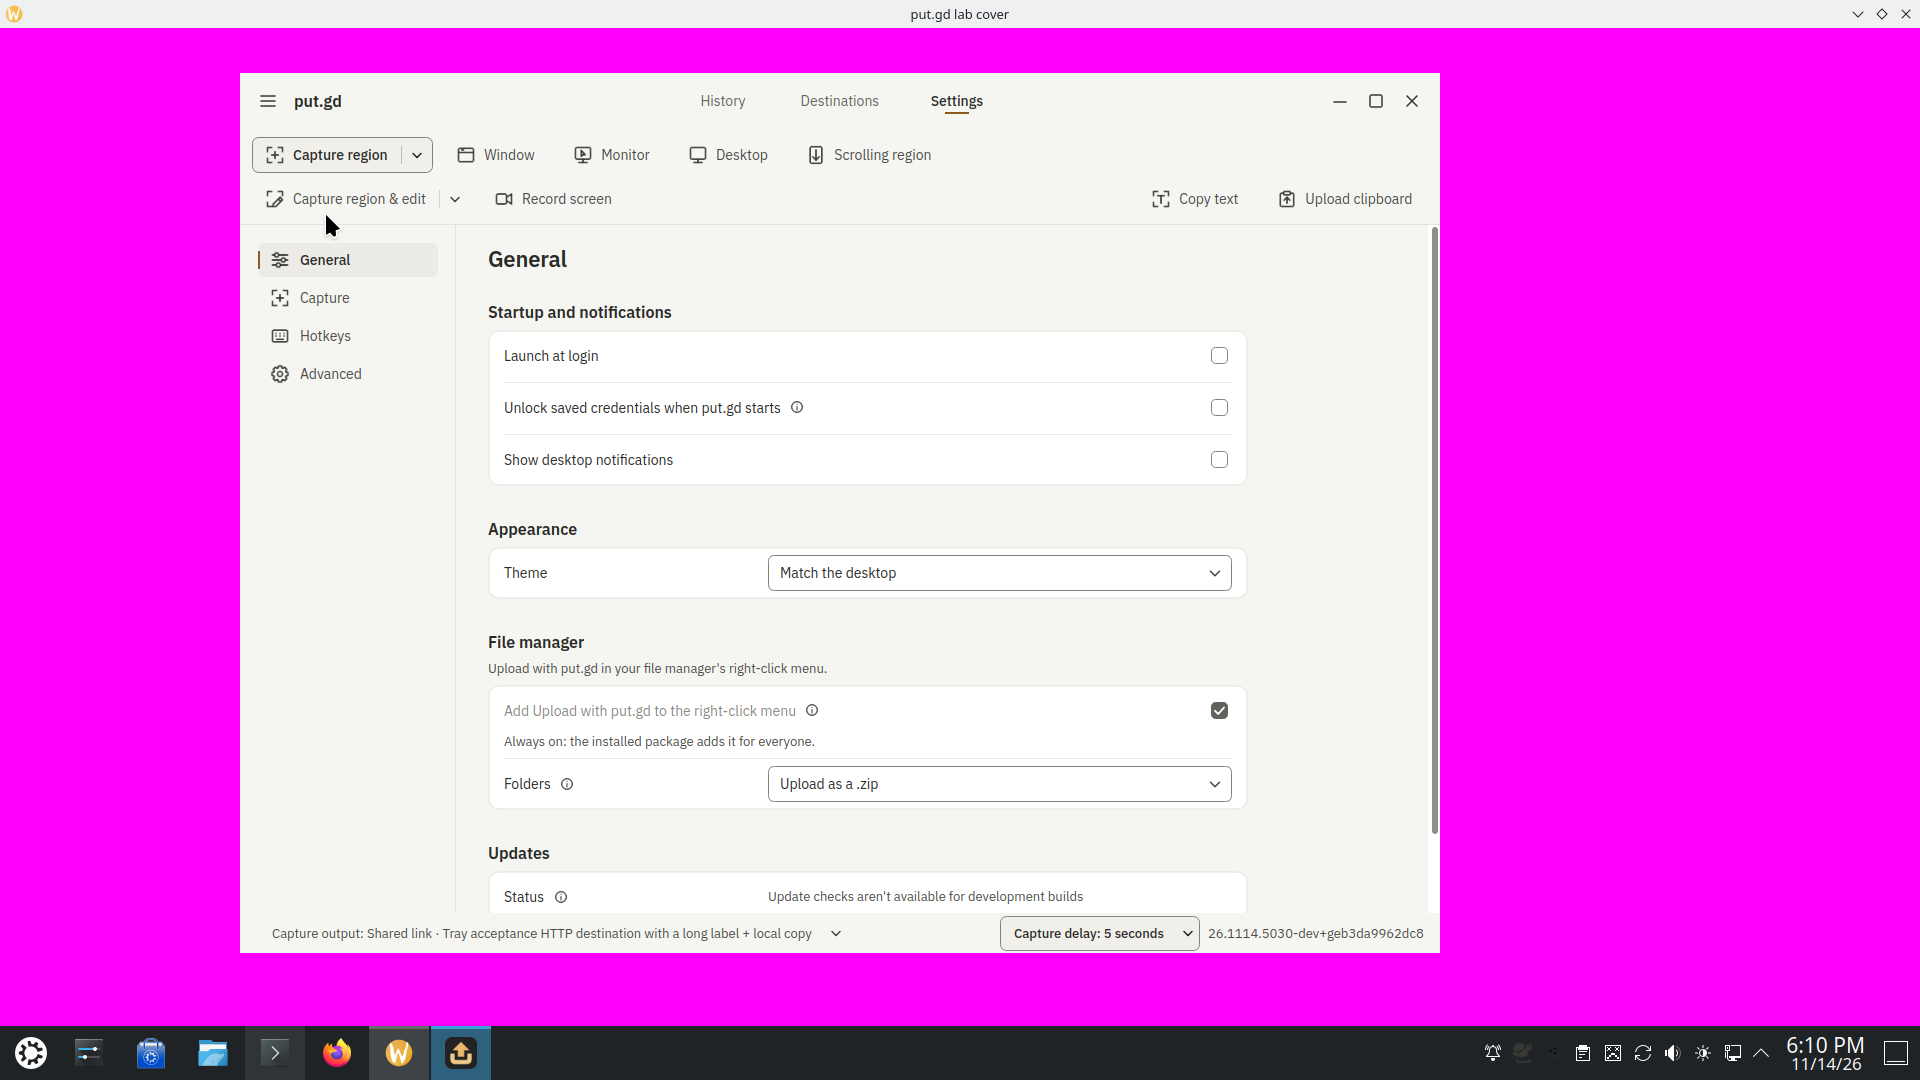 put.gd lab cover
put.gd
History
Destinations
Settings
Capture region
Window
Monitor
Desktop
Scrolling region
Capture region & edit
Record screen
Copy text
Upload clipboard
General
Capture
Hotkeys
Advanced
General
Startup and notifications
Launch at login
Unlock saved credentials when put.gd starts
Show desktop notifications
Appearance
Theme
Match the desktop
File manager
Upload with put.gd in your file manager's right-click menu.
Add Upload with put.gd to the right-click menu
Always on: the installed package adds it for everyone.
Folders
Upload as a .zip
Updates
Status
Update checks aren't available for development builds
Capture output: Shared link · Tray acceptance HTTP destination with a long label + local copy
Capture delay: 5 seconds
26.1114.5030-dev+geb3da9962dc8
6:10 PM
11/14/26